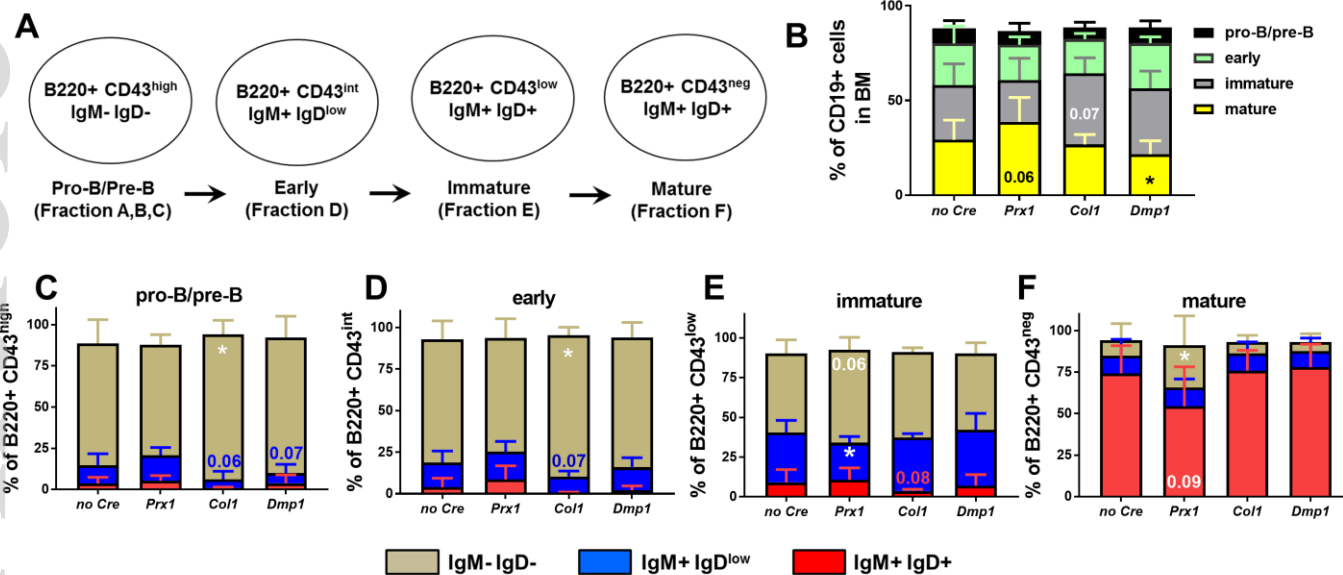 A
B220+ CD43high
IgM- IgD-
B220+ CD43int
IgM+ IgDlow
B220+ CD43low
IgM+ IgD+
B220+ CD43neg
IgM+ IgD+
Pro-B/Pre-B
(Fraction A,B,C)
Early
(Fraction D)
Immature
(Fraction E)
Mature
(Fraction F)
B
% of CD19+ cells
in BM
100
50
0
0.06
0.07
*
no Cre
Prx1
Col1
Dmp1
pro-B/pre-B
early
immature
mature
C
pro-B/pre-B
% of B220+ CD43high
100
75
50
25
0
*
0.06
0.07
no Cre
Prx1
Col1
Dmp1
D
early
% of B220+ CD43int
100
75
50
25
0
*
0.07
no Cre
Prx1
Col1
Dmp1
E
immature
% of B220+ CD43low
100
75
50
25
0
0.06
*
0.08
no Cre
Prx1
Col1
Dmp1
F
mature
% of B220+ CD43neg
100
75
50
25
0
*
0.09
no Cre
Prx1
Col1
Dmp1
IgM- IgD-
IgM+ IgDlow
IgM+ IgD+